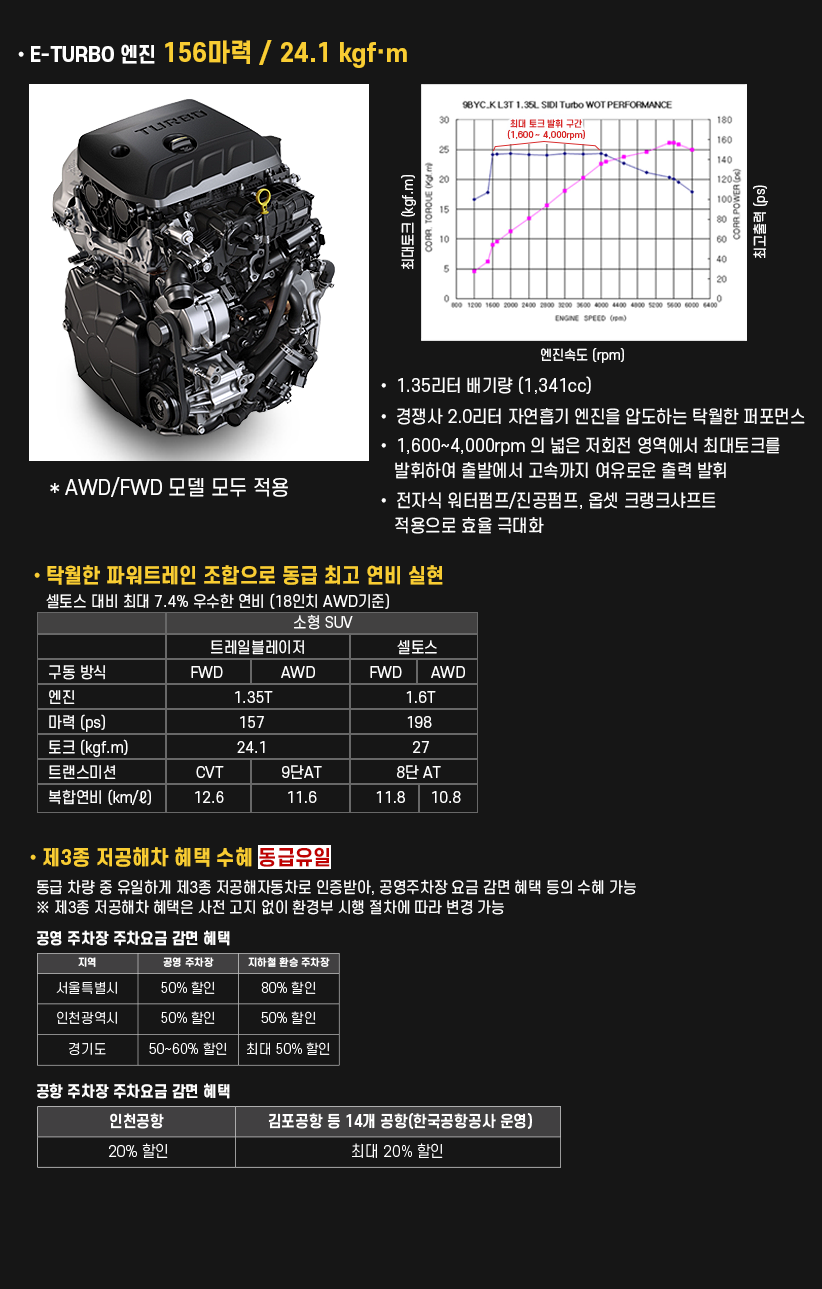 • E-TURBO 엔진 156마력 / 24.1 kgf·m
TURBO
9BYC_K L3T 1.35L SIDI Turbo WOT PERFORMANCE
최대 토크 발휘 구간
(1,600 ~ 4,000rpm)
최대토크 (kgf.m)
CORR. TORQUE (Kgf.m)
30
25
20
15
10
5
0
180
160
140
120
100
80
60
40
20
0
CORR.POWER (ps)
최고출력 (ps)
800 1200 1600 2000 2400 2800 3200 3600 4000 4400 4800 5200 5600 6000 6400
ENGINE SPEED (rpm)
엔진속도 (rpm)
• 1.35리터 배기량 (1,341cc)
• 경쟁사 2.0리터 자연흡기 엔진을 압도하는 탁월한 퍼포먼스
• 1,600~4,000rpm 의 넓은 저회전 영역에서 최대토크를
발휘하여 출발에서 고속까지 여유로운 출력 발휘
• 전자식 워터펌프/진공펌프, 옵셋 크랭크샤프트
적용으로 효율 극대화
* AWD/FWD 모델 모두 적용
• 탁월한 파워트레인 조합으로 동급 최고 연비 실현
셀토스 대비 최대 7.4% 우수한 연비 (18인치 AWD기준)
소형 SUV
트레일블레이저 셀토스
구동 방식 FWD AWD FWD AWD
엔진 1.35T 1.6T
마력 (ps) 157 198
토크 (kgf.m) 24.1 27
트랜스미션 CVT 9단AT 8단 AT
복합연비 (km/ℓ) 12.6 11.6 11.8 10.8
• 제3종 저공해차 혜택 수혜 동급유일
동급 차량 중 유일하게 제3종 저공해자동차로 인증받아, 공영주차장 요금 감면 혜택 등의 수혜 가능
※ 제3종 저공해차 혜택은 사전 고지 없이 환경부 시행 절차에 따라 변경 가능
공영 주차장 주차요금 감면 혜택
지역 공영 주차장 지하철 환승 주차장
서울특별시 50% 할인 80% 할인
인천광역시 50% 할인 50% 할인
경기도 50~60% 할인 최대 50% 할인
공항 주차장 주차요금 감면 혜택
인천공항 김포공항 등 14개 공항(한국공항공사 운영)
20% 할인 최대 20% 할인